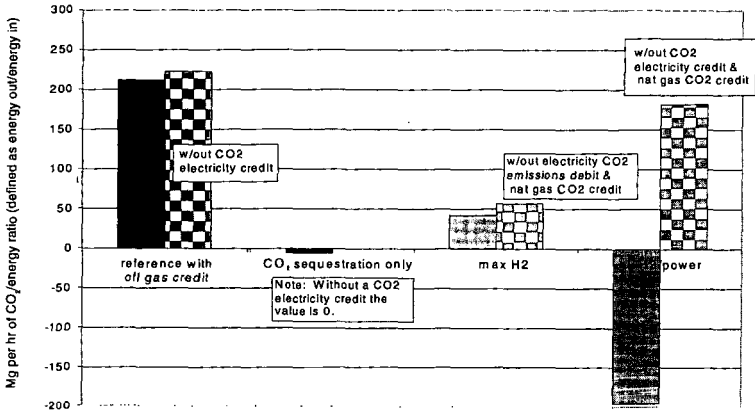 Mg per hr of CO₂/energy ratio (defined as energy out/energy in)
300
250
200
150
100
50
0
-50
-100
-150
-200
w/out CO2
electricity credit
w/out electricity CO2
emissions debit &
nat gas CO2 credit
w/out CO2
electricity credit &
nat gas CO2 credit
reference with
off gas credit
CO₂ sequestration only
max H2
power
Note: Without a CO2
electricity credit the
value is 0.